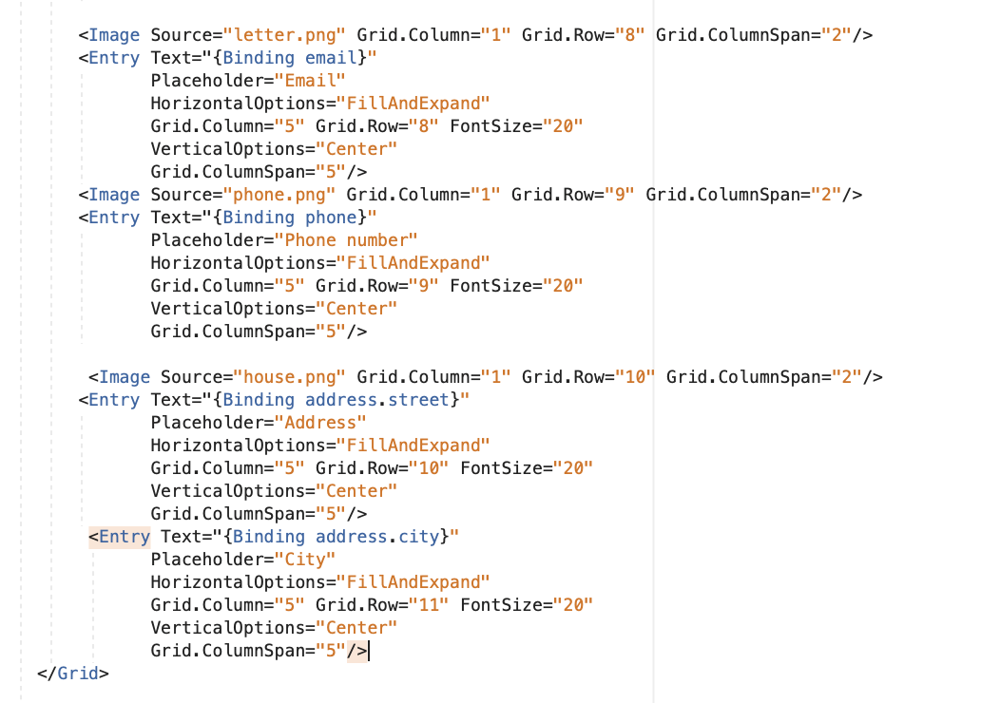 <Image Source="letter.png" Grid.Column="1" Grid.Row="8" Grid.ColumnSpan="2"/>
<Entry Text="{Binding email}"
Placeholder="Email"
HorizontalOptions="FillAndExpand"
Grid.Column="5" Grid.Row="8" FontSize="20"
VerticalOptions="Center"
Grid.ColumnSpan="5"/>
<Image Source="phone.png" Grid.Column="1" Grid.Row="9" Grid.ColumnSpan="2"/>
<Entry Text="{Binding phone}"
Placeholder="Phone number"
HorizontalOptions="FillAndExpand"
Grid.Column="5" Grid.Row="9" FontSize="20"
VerticalOptions="Center"
Grid.ColumnSpan="5"/>
<Image Source="house.png" Grid.Column="1" Grid.Row="10" Grid.ColumnSpan="2"/>
<Entry Text="{Binding address.street}"
Placeholder="Address"
HorizontalOptions="FillAndExpand"
Grid.Column="5" Grid.Row="10" FontSize="20"
VerticalOptions="Center"
Grid.ColumnSpan="5"/>
<Entry Text="{Binding address.city}"
Placeholder="City"
HorizontalOptions="FillAndExpand"
Grid.Column="5" Grid.Row="11" FontSize="20"
VerticalOptions="Center"
Grid.ColumnSpan="5"/>
</Grid>